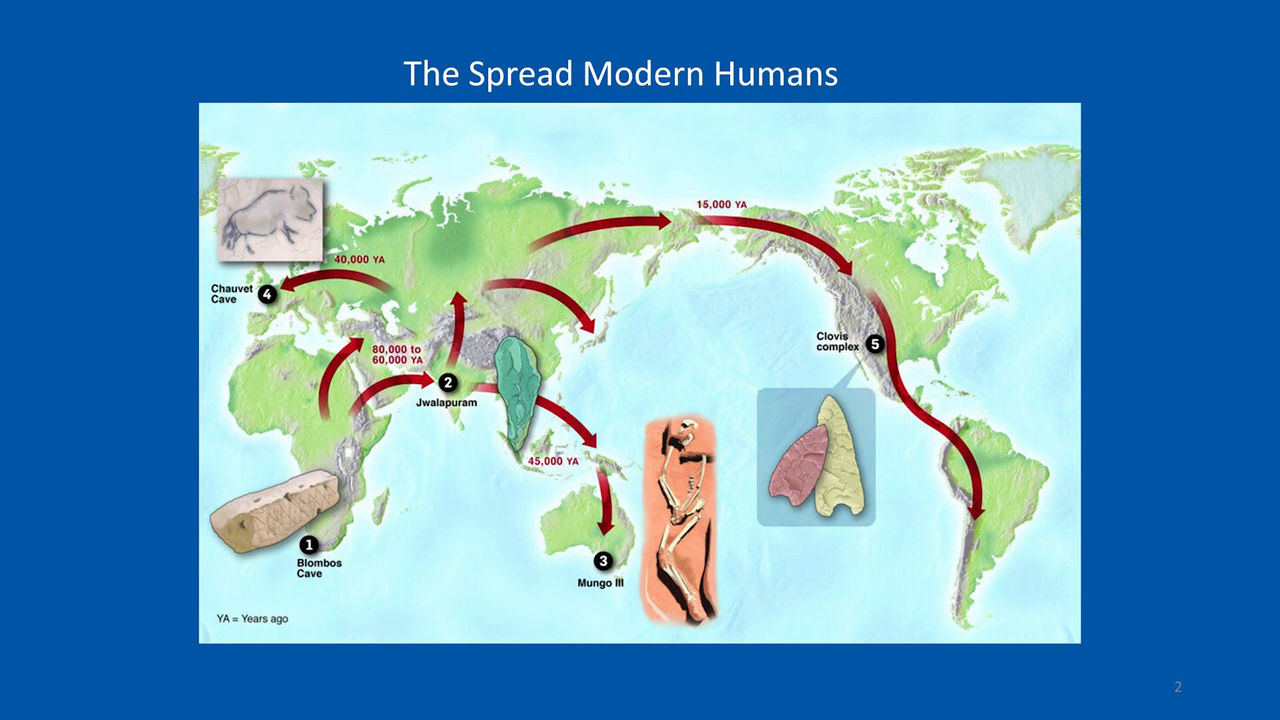 The Spread Modern Humans
15,000 YA
40,000 YA
Chauvet
Cave
4
Clovis
complex
5
80,000 to
60,000 YA
2
Jwalapuram
45,000 YA
1
Blombos
Cave
3
Mungo III
YA = Years ago
2